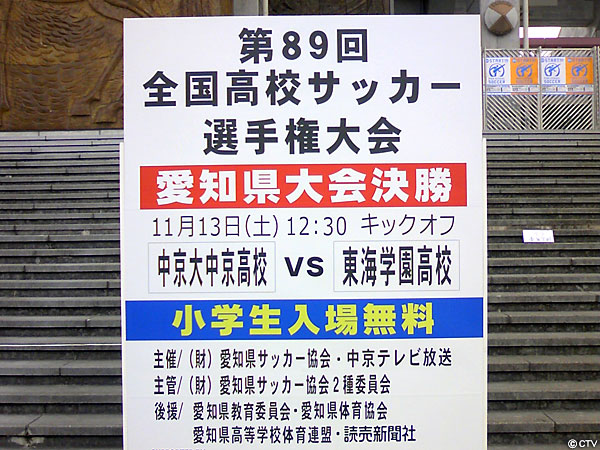 第89回
全国高校サッカー
選手権大会
愛知県大会決勝
11月13日(土) 12:30 キックオフ
中京大中京高校 VS 東海学園高校
小学生入場無料
主催/（財）愛知県サッカー協会・中京テレビ放送
主管/（財）愛知県サッカー協会2種委員会
後援/ 愛知県教育委員会・愛知県体育協会
愛知県高等学校体育連盟・読売新聞社
© CTV